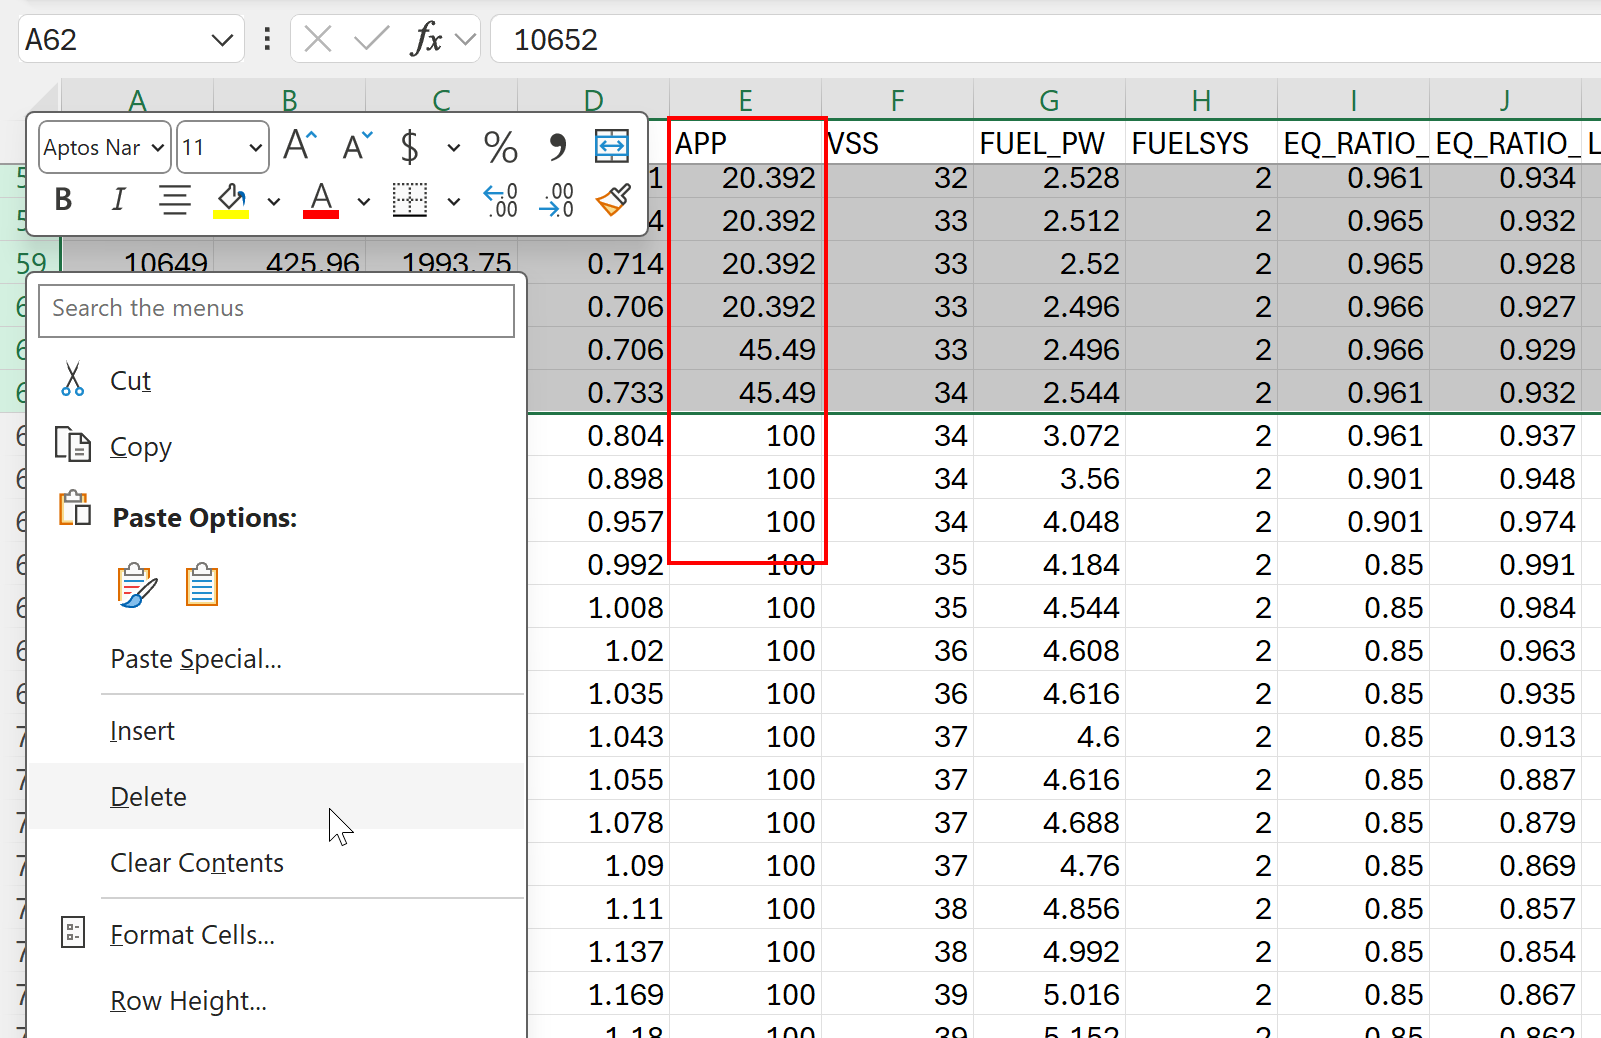 A62 fx 10652
A B C D E F G H I J
Aptos Nar 11 A A $ % , APP VSS FUEL_PW FUELSYS EQ_RATIO_ EQ_RATIO_ L
5 1 20.392 32 2.528 2 0.961 0.934
B I A ←0 .00 .00 →.0
5 4 20.392 33 2.512 2 0.965 0.932
59 10649 425.96 1993.75 0.714 20.392 33 2.52 2 0.965 0.928
Search the menus
6 0.706 20.392 33 2.496 2 0.966 0.927
6 0.706 45.49 33 2.496 2 0.966 0.929
Cut
6 0.733 45.49 34 2.544 2 0.961 0.932
6 0.804 100 34 3.072 2 0.961 0.937
Copy
6 0.898 100 34 3.56 2 0.901 0.948
Paste Options:
6 0.957 100 34 4.048 2 0.901 0.974
6 0.992 100 35 4.184 2 0.85 0.991
6 1.008 100 35 4.544 2 0.85 0.984
Paste Special...
6 1.02 100 36 4.608 2 0.85 0.963
6 1.035 100 36 4.616 2 0.85 0.935
Insert
7 1.043 100 37 4.6 2 0.85 0.913
7 1.055 100 37 4.616 2 0.85 0.887
Delete
7 1.078 100 37 4.688 2 0.85 0.879
Clear Contents
7 1.09 100 37 4.76 2 0.85 0.869
7 1.11 100 38 4.856 2 0.85 0.857
Format Cells...
7 1.137 100 38 4.992 2 0.85 0.854
7 1.169 100 39 5.016 2 0.85 0.867
Row Height...
7 1.18 100 39 5.152 2 0.85 0.862